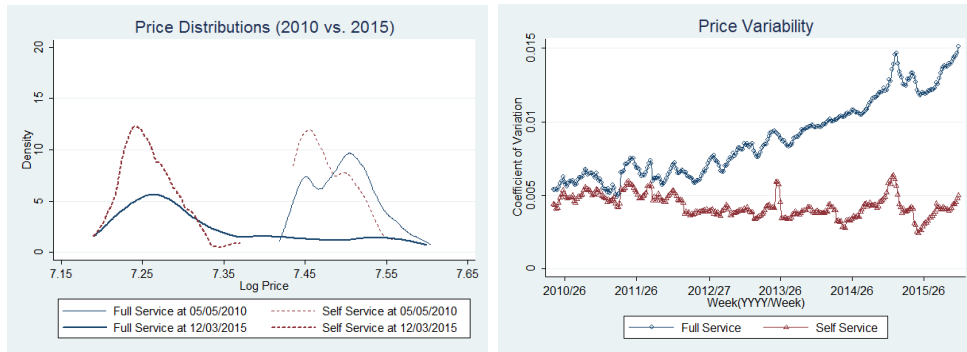 Price Distributions (2010 vs. 2015)
20
15
10
5
0
Density
7.15 7.25 7.35 7.45 7.55 7.65
Log Price
Full Service at 05/05/2010 Self Service at 05/05/2010
Full Service at 12/03/2015 Self Service at 12/03/2015
Price Variability
0.015
0.01
0.005
0
Coefficient of Variation
2010/26 2011/26 2012/27 2013/26 2014/26 2015/26
Week(YYYY/Week)
Full Service Self Service